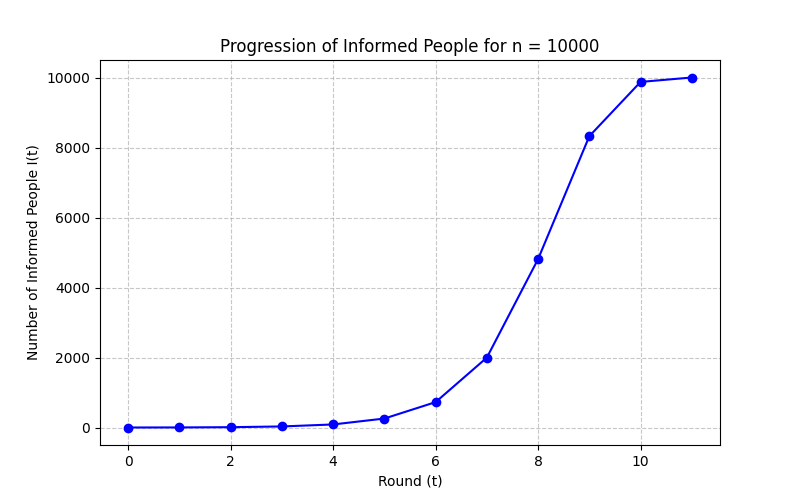 Progression of Informed People for n = 10000
Number of Informed People I(t)
10000
8000
6000
4000
2000
0
0 2 4 6 8 10
Round (t)